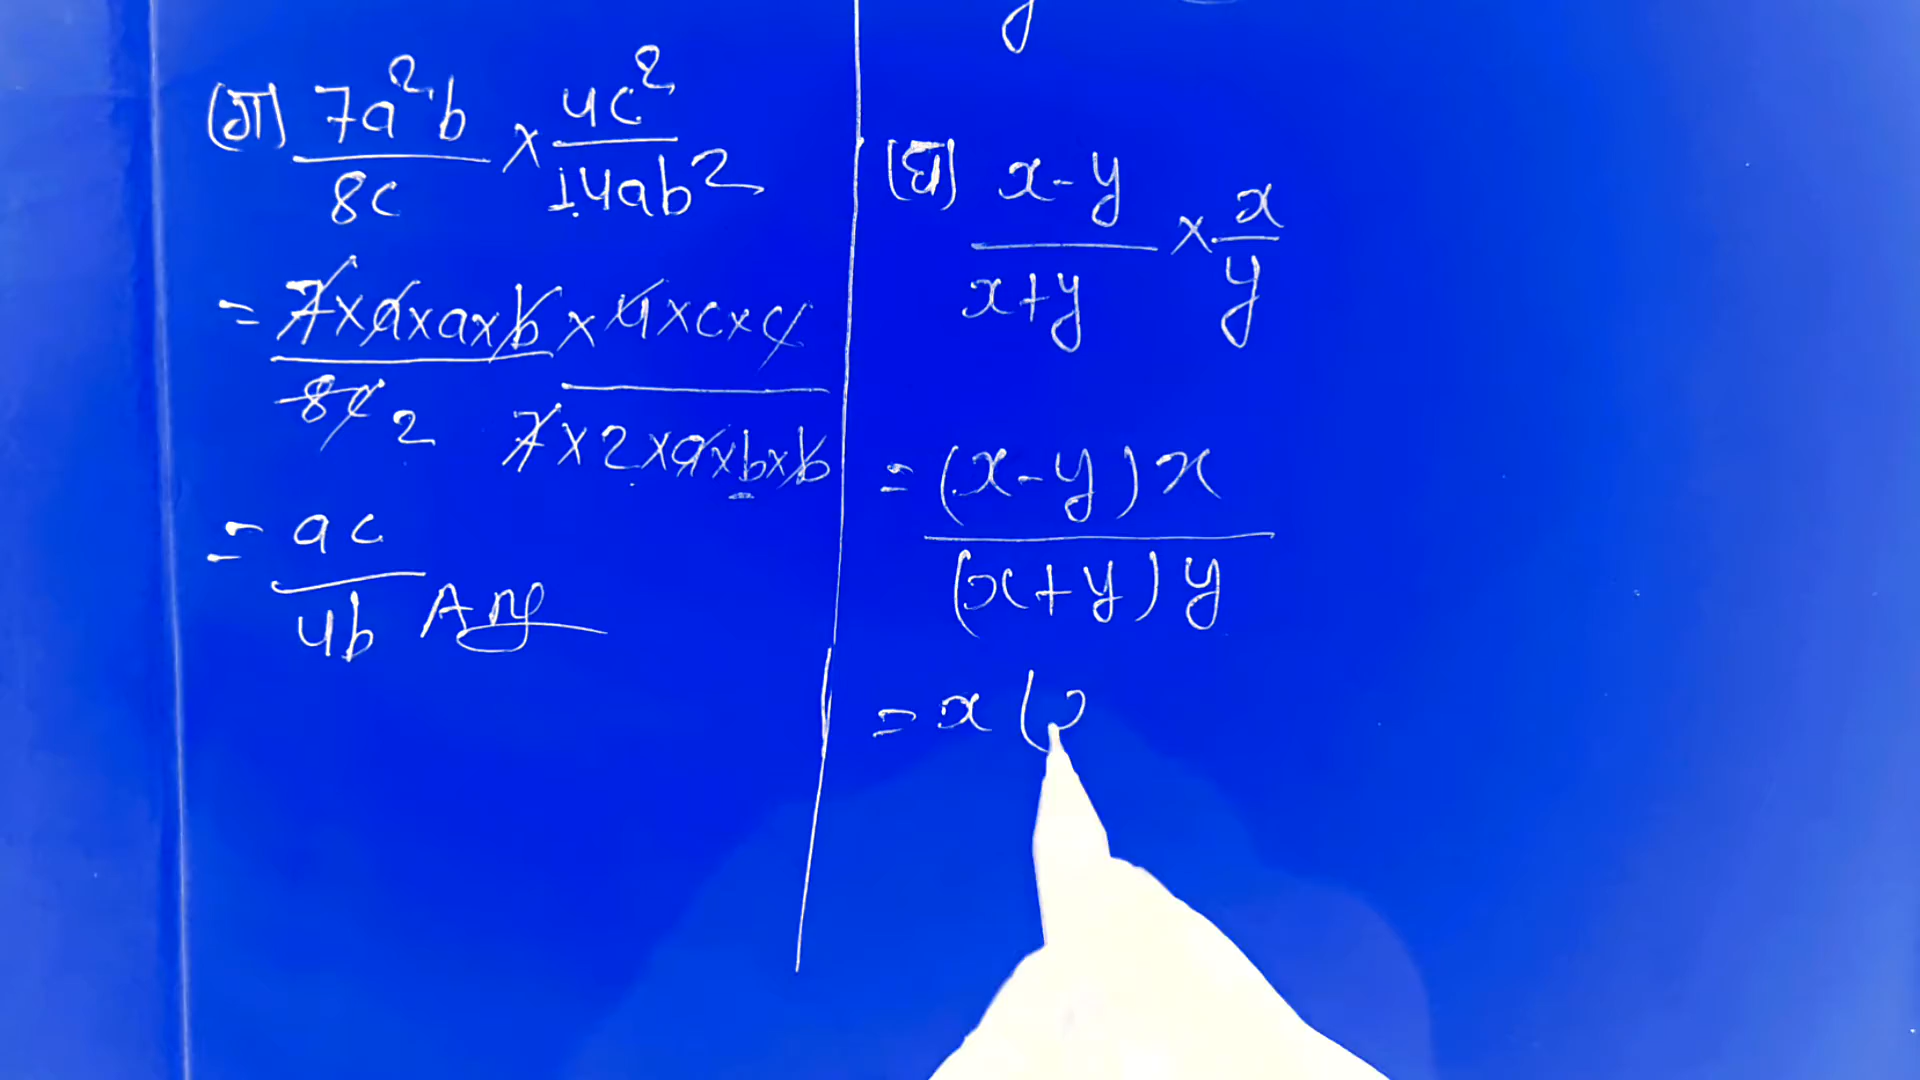 y
(গ) 7a²b/8c × 4c²/14ab²
= 7×a×a×b/8c 2 × 4×c×c/7×2×a×b×b
= ac/4b Ans
(ঘ) x-y/x+y × x/y
= (x-y)x/(x+y)y
= x(